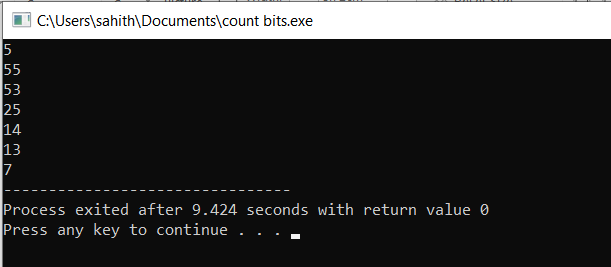 C:\Users\sahith\Documents\count bits.exe
5
55
53
25
14
13
7
--------------------------------
Process exited after 9.424 seconds with return value 0
Press any key to continue . . .